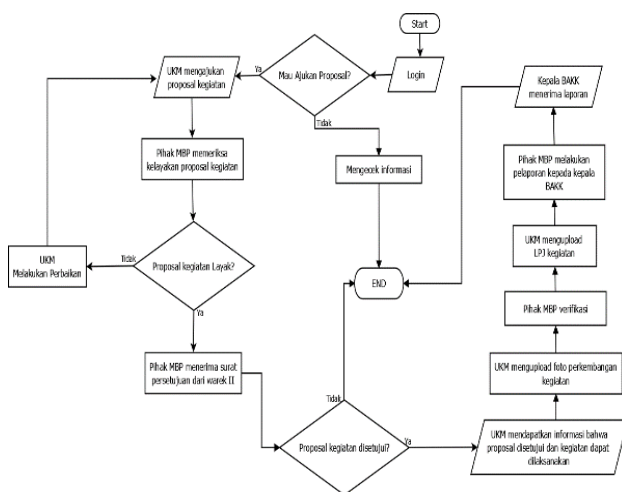 Start
Login
Mau Ajukan Proposal?
Ya
Tidak
UKM mengajukan
proposal kegiatan
Pihak MBP memeriksa
kelayakan proposal kegiatan
Proposal kegiatan Layak?
Tidak
UKM
Melakukan Perbaikan
Ya
Pihak MBP menerima surat
persetujuan dari warek II
Mengecek informasi
END
Proposal kegiatan disetujui?
Tidak
Ya
UKM mendapatkan informasi bahwa
proposal disetujui dan kegiatan dapat
dilaksanakan
UKM mengupload foto perkembangan
kegiatan
Pihak MBP verifikasi
UKM mengupload
LPJ kegiatan
Pihak MBP melakukan
pelaporan kepada kepala
BAKK
Kepala BAKK
menerima laporan